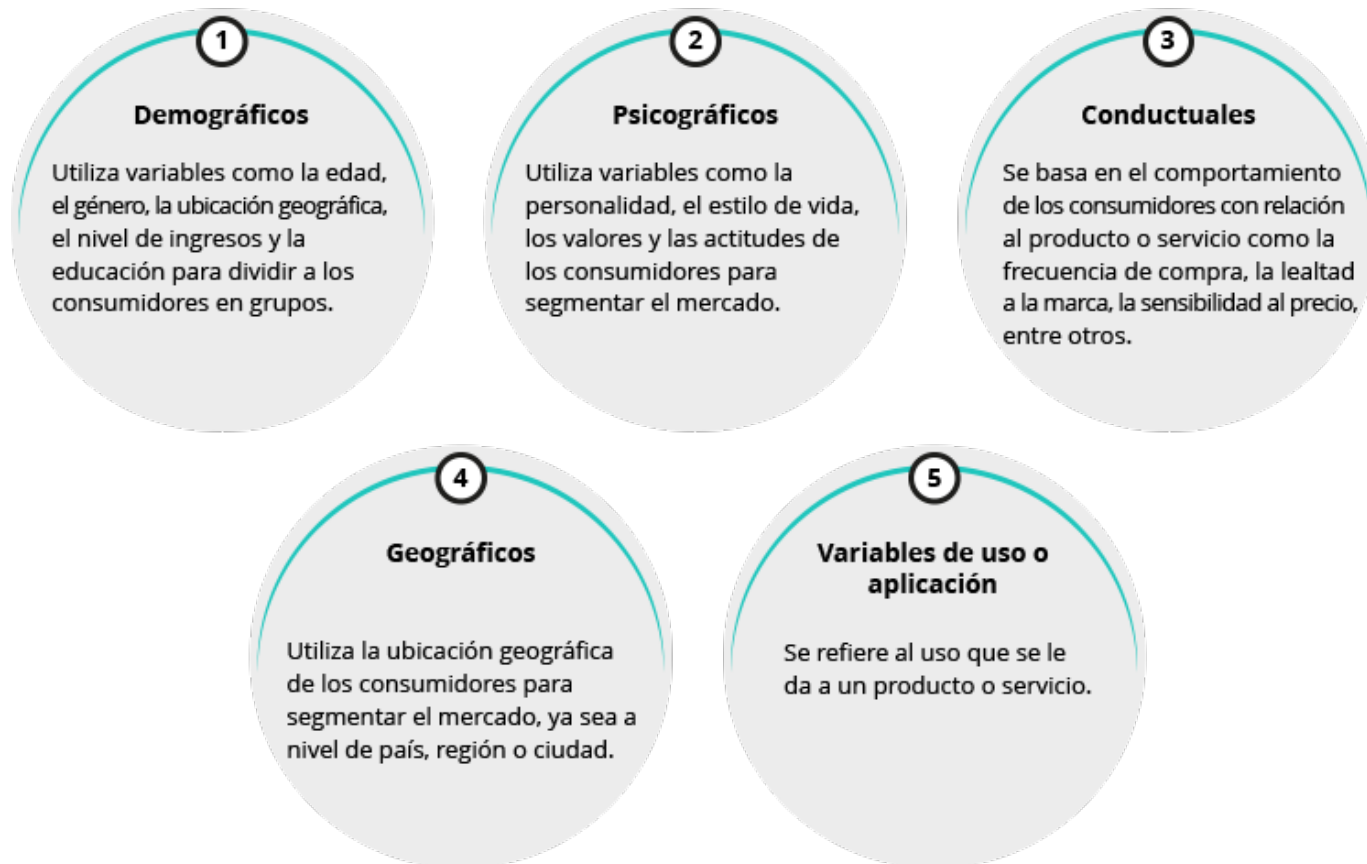 1
Demográficos
Utiliza variables como la edad,
el género, la ubicación geográfica,
el nivel de ingresos y la
educación para dividir a los
consumidores en grupos.
2
Psicográficos
Utiliza variables como la
personalidad, el estilo de vida,
los valores y las actitudes de
los consumidores para
segmentar el mercado.
3
Conductuales
Se basa en el comportamiento
de los consumidores con relación
al producto o servicio como la
frecuencia de compra, la lealtad
a la marca, la sensibilidad al precio,
entre otros.
4
Geográficos
Utiliza la ubicación geográfica
de los consumidores para
segmentar el mercado, ya sea a
nivel de país, región o ciudad.
5
Variables de uso o
aplicación
Se refiere al uso que se le
da a un producto o servicio.